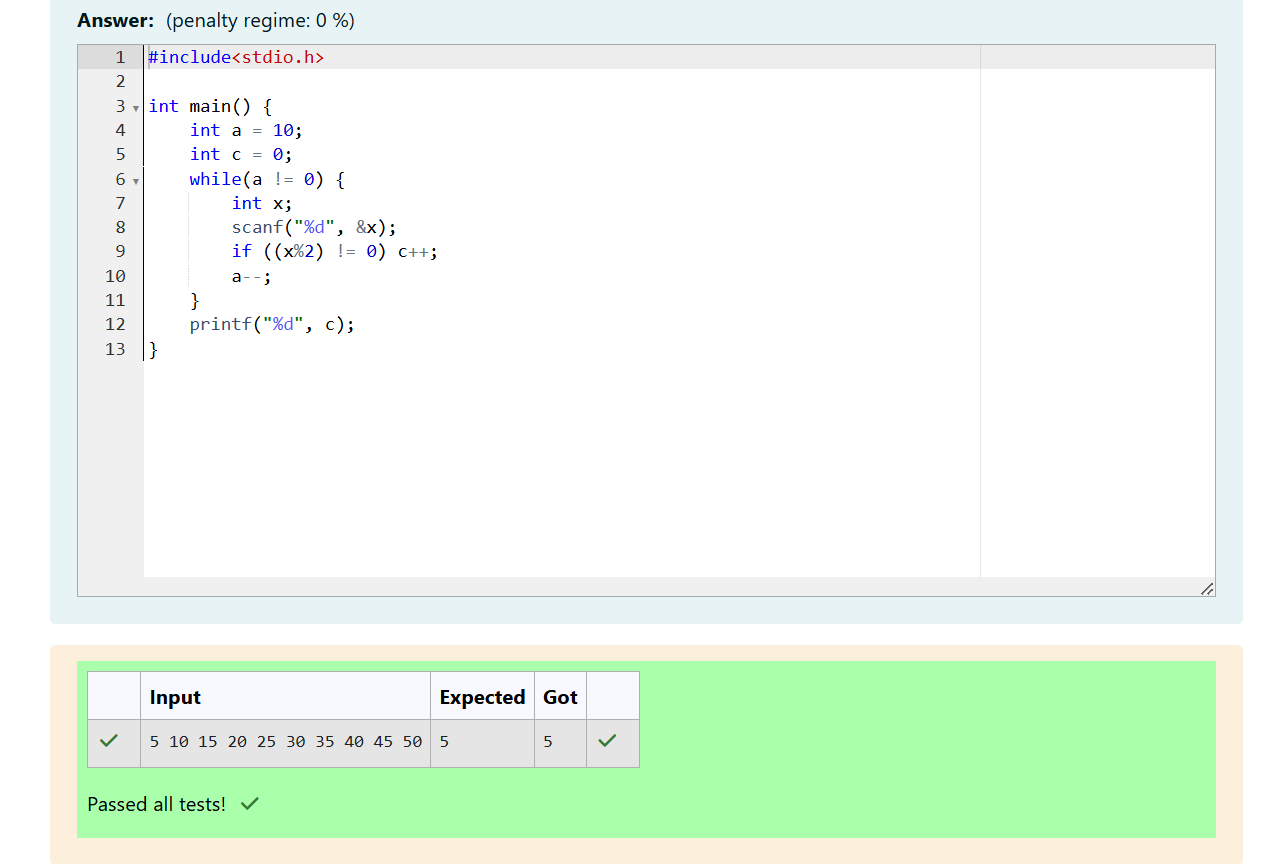 Answer: (penalty regime: 0 %)
1 #include<stdio.h>
2
3 int main() {
4     int a = 10;
5     int c = 0;
6     while(a != 0) {
7         int x;
8         scanf("%d", &x);
9         if ((x%2) != 0) c++;
10         a--;
11     }
12     printf("%d", c);
13 }
Input Expected Got
5 10 15 20 25 30 35 40 45 50 5 5
Passed all tests!